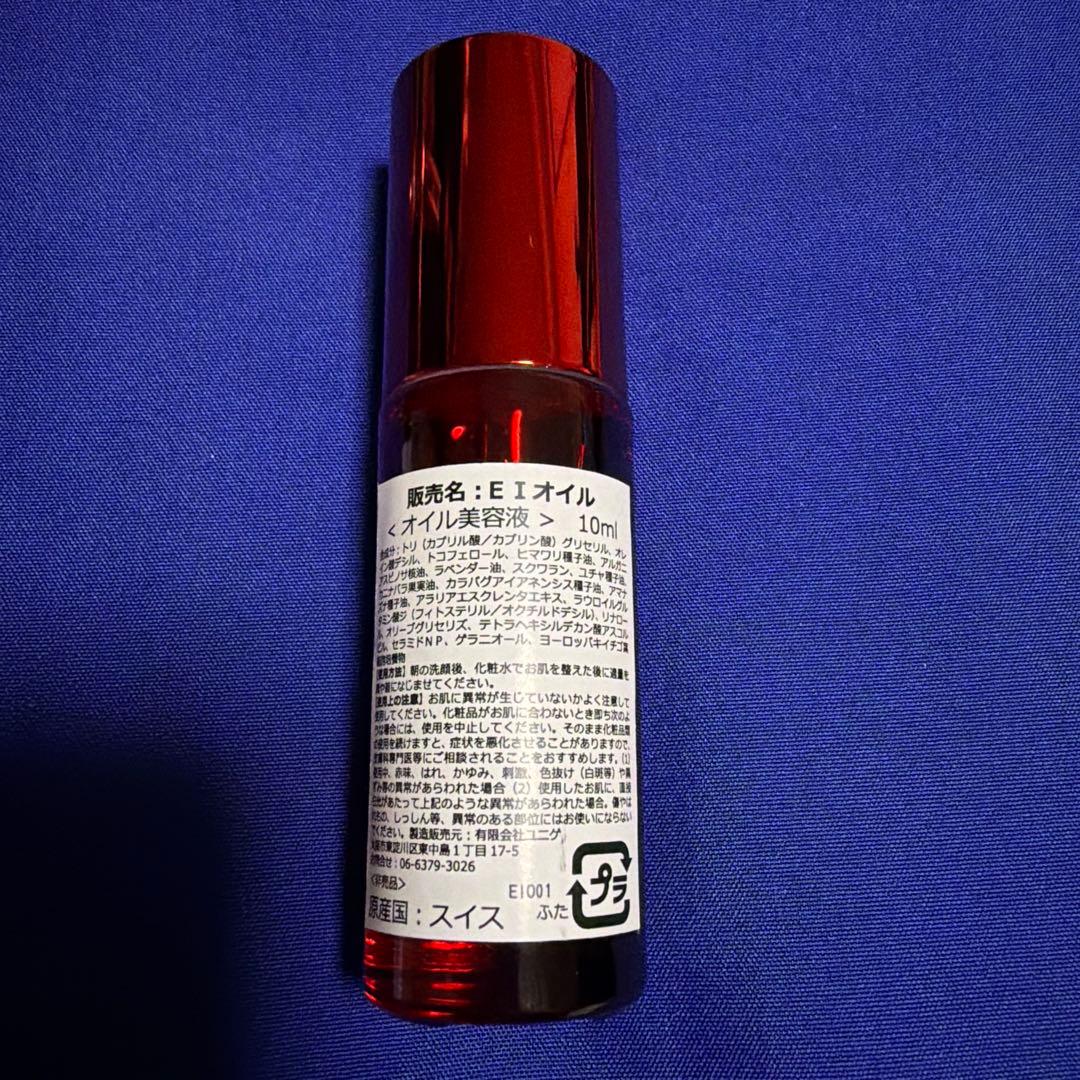 販売名：ＥＩオイル
＜オイル美容液＞ 10ml
全成分：トリ（カプリル酸／カプリン酸）グリセリル、オレ
イン酸デシル、トコフェロール、ヒマワリ種子油、アルガニ
アスピノサ核油、ラベンダー油、スクワラン、ユチャ種子油、
カニナバラ果実油、カラパグアイアネンシス種子油、アマナ
ズナ種子油、アラリアエスクレンタエキス、ラウロイルグル
タミン酸ジ（フィトステリル／オクチルドデシル）、リナロー
ル、オリーブグリセリズ、テトラヘキシルデカン酸アスコル
ビル、セラミドＮＰ、ゲラニオール、ヨーロッパキイチゴ葉
培養物
【使用方法】朝の洗顔後、化粧水でお肌を整えた後に適量を
になじませてください。
【使用上の注意】お肌に異常が生じていないかよく注意して
使用してください。化粧品がお肌に合わないとき即ち次のよ
うな場合には、使用を中止してください。そのまま化粧品類
の使用を続けますと、症状を悪化させることがありますので、
皮膚科専門医等にご相談されることをおすすめします。(1)
使用中、赤味、はれ、かゆみ、刺激、色抜け（白斑等）や黒
ずみ等の異常があらわれた場合（2）使用したお肌に、直射
日光があたって上記のような異常があらわれた場合。傷やは
れもの、しっしん等、異常のある部位にはお使いにならない
でください。製造販売元：有限会社ユニゲ
大阪市東淀川区東中島１丁目17-5
お問合せ：06-6379-3026
＜非売品＞
EI001
原産国：スイス
ふた
プラ